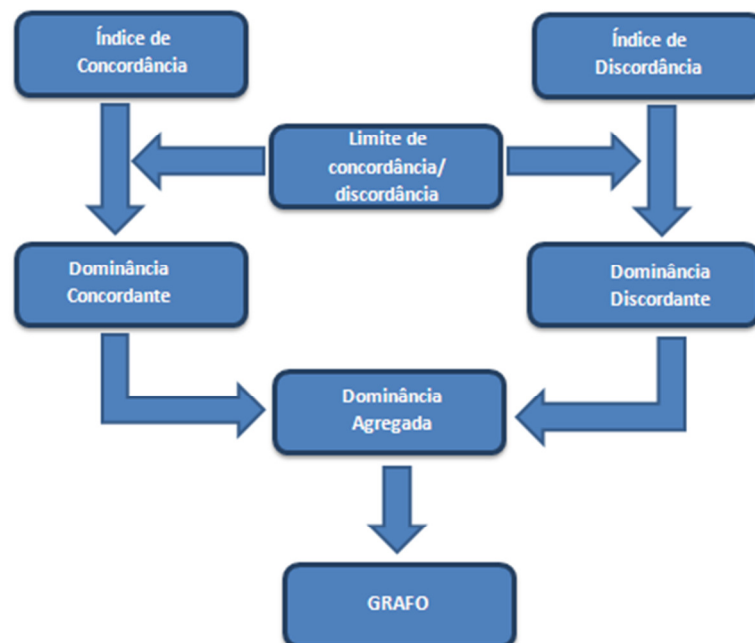 Índice de
Concordância
Índice de
Discordância
Limite de
concordância/
discordância
Dominância
Concordante
Dominância
Discordante
Dominância
Agregada
GRAFO